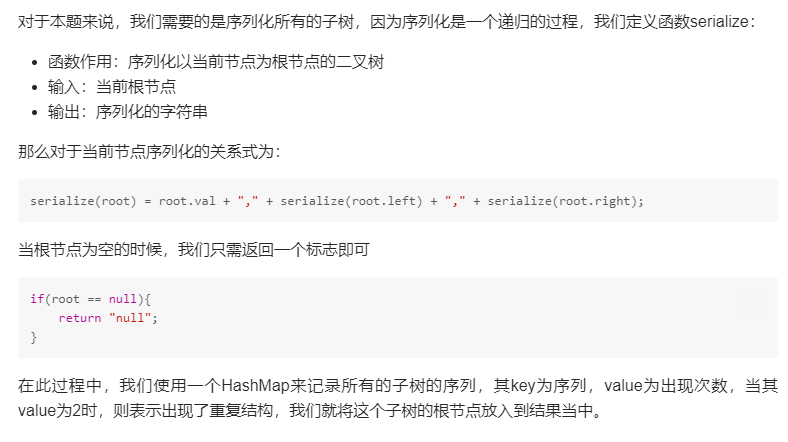 对于本题来说，我们需要的是序列化所有的子树，因为序列化是一个递归的过程，我们定义函数serialize：
• 函数作用：序列化以当前节点为根节点的二叉树
• 输入：当前根节点
• 输出：序列化的字符串
那么对于当前节点序列化的关系式为：
serialize(root) = root.val + "," + serialize(root.left) + "," + serialize(root.right);
当根节点为空的时候，我们只需返回一个标志即可
if(root == null){
    return "null";
}
在此过程中，我们使用一个HashMap来记录所有的子树的序列，其key为序列，value为出现次数，当其
value为2时，则表示出现了重复结构，我们就将这个子树的根节点放入到结果当中。